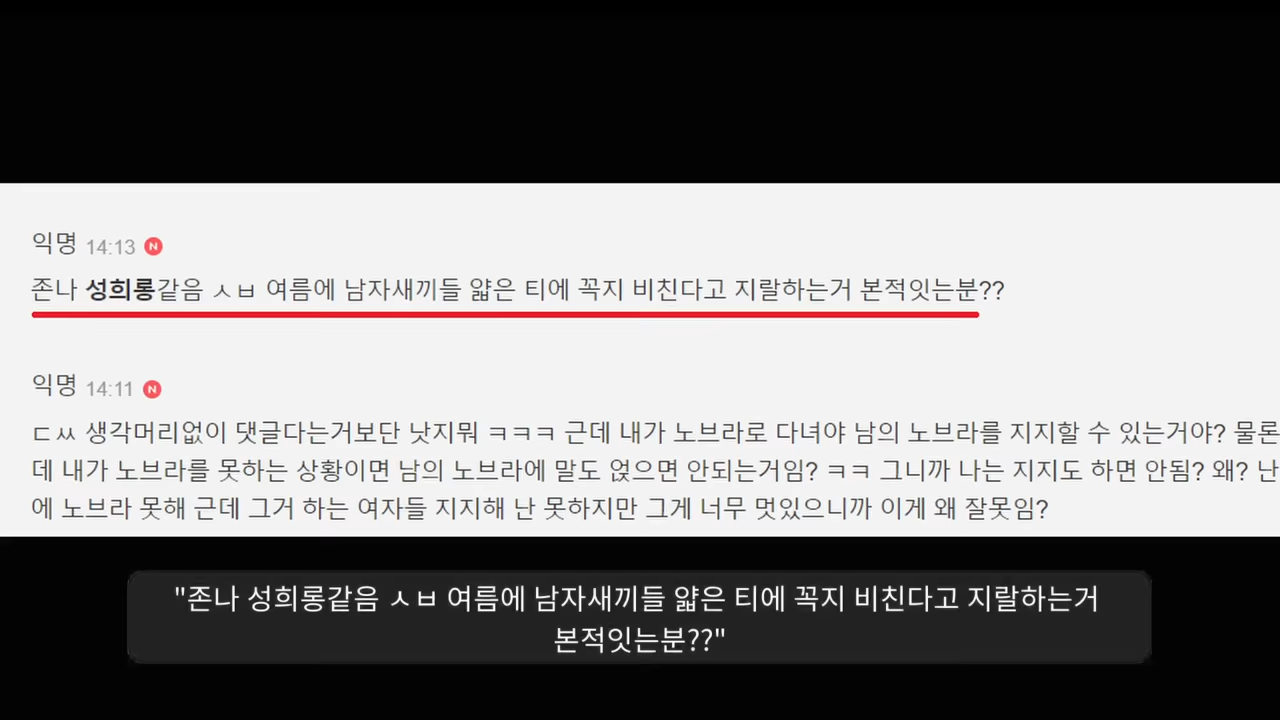 익명 14:13 N
존나 성희롱같음 ㅅㅂ 여름에 남자새끼들 얇은 티에 꼭지 비친다고 지랄하는거 본적잇는분??
익명 14:11 N
ㄷㅆ 생각머리없이 댓글다는거보단 낫지뭐 ㅋㅋㅋ 근데 내가 노브라로 다녀야 남의 노브라를 지지할 수 있는거야? 물론
데 내가 노브라를 못하는 상황이면 남의 노브라에 말도 얹으면 안되는거임? ㅋㅋ 그니까 나는 지지도 하면 안됨? 왜? 난
에 노브라 못해 근데 그거 하는 여자들 지지해 난 못하지만 그게 너무 멋있으니까 이게 왜 잘못임?
"존나 성희롱같음 ㅅㅂ 여름에 남자새끼들 얇은 티에 꼭지 비친다고 지랄하는거
본적잇는분??"